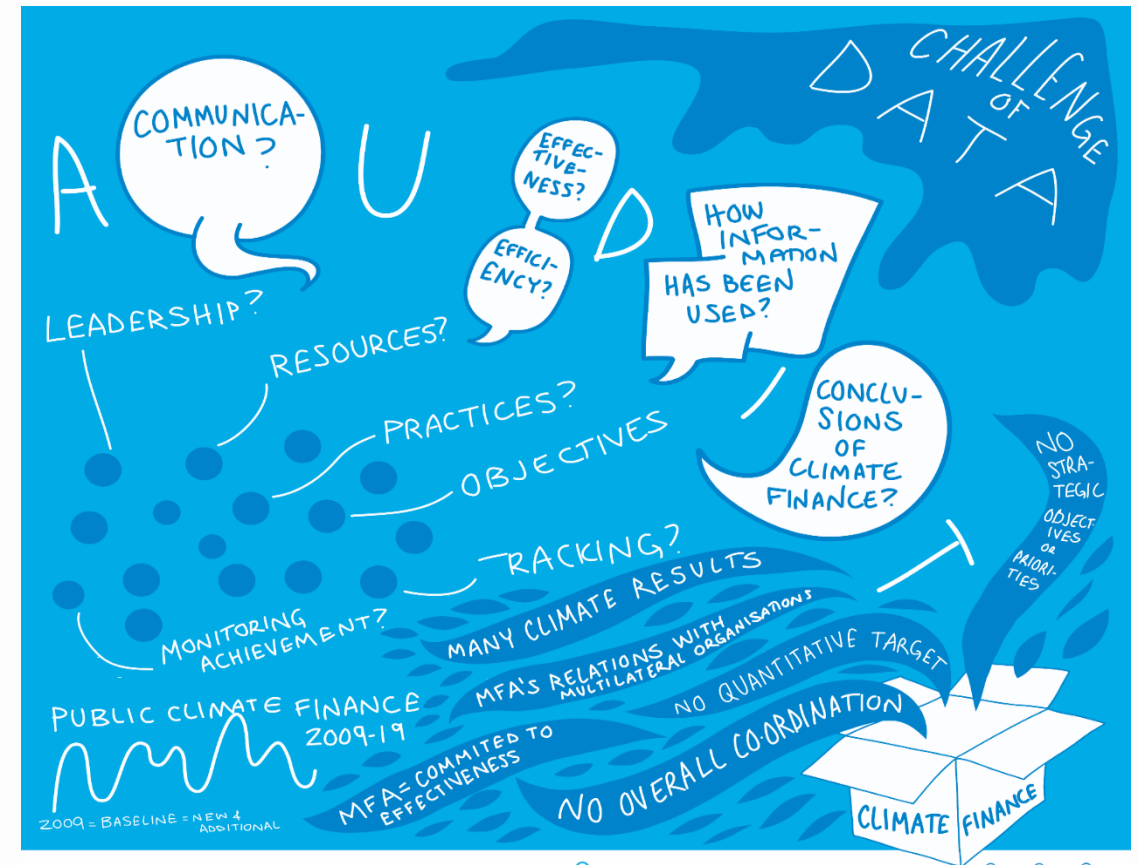 CHALLENGE
OF
DATA
A U D I T
COMMUNICA-
TION?
EFFEC-
TIVE-
NESS?
EFFICI-
ENCY?
HOW
INFOR-
MATION
HAS BEEN
USED?
CONCLU-
SIONS
OF
CLIMATE
FINANCE?
LEADERSHIP?
RESOURCES?
PRACTICES?
OBJECTIVES
TRACKING?
MONITORING
ACHIEVEMENT?
NO
STRA-
TEGIC
OBJECT-
IVES
OR
PRIORI-
TIES
MANY CLIMATE RESULTS
MFA'S RELATIONS WITH
MULTILATERAL ORGANISATIONS
NO QUANTITATIVE TARGET
NO OVERALL CO-ORDINATION
MFA = COMMITED TO
EFFECTIVENESS
PUBLIC CLIMATE FINANCE
2009-19
2009 = BASELINE = NEW &
ADDITIONAL
CLIMATE FINANCE